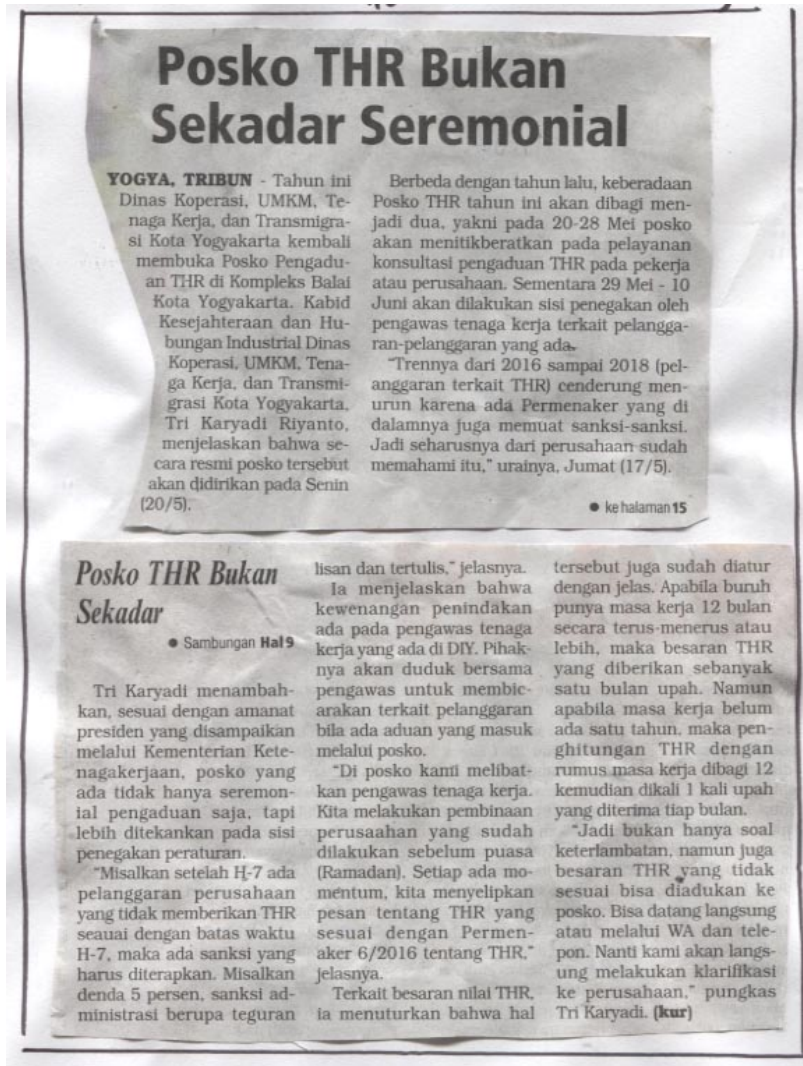 Posko THR Bukan
Sekadar Seremonial
YOGYA, TRIBUN - Tahun ini
Dinas Koperasi, UMKM, Te-
naga Kerja, dan Transmigra-
si Kota Yogyakarta kembali
membuka Posko Pengadu-
an THR di Kompleks Balai
Kota Yogyakarta. Kabid
Kesejahteraan dan Hu-
bungan Industrial Dinas
Koperasi, UMKM, Tena-
ga Kerja, dan Transmi-
grasi Kota Yogyakarta,
Tri Karyadi Riyanto,
menjelaskan bahwa se-
cara resmi posko tersebut
akan didirikan pada Senin
(20/5).
Berbeda dengan tahun lalu, keberadaan
Posko THR tahun ini akan dibagi men-
jadi dua, yakni pada 20-28 Mei posko
akan menitikberatkan pada pelayanan
konsultasi pengaduan THR pada pekerja
atau perusahaan. Sementara 29 Mei - 10
Juni akan dilakukan sisi penegakan oleh
pengawas tenaga kerja terkait pelangga-
ran-pelanggaran yang ada.
"Trennya dari 2016 sampai 2018 (pel-
anggaran terkait THR) cenderung men-
urun karena ada Permenaker yang di
dalamnya juga memuat sanksi-sanksi.
Jadi seharusnya dari perusahaan sudah
memahami itu," urainya, Jumat (17/5).
● ke halaman 15
Posko THR Bukan
Sekadar
● Sambungan Hal 9
Tri Karyadi menambah-
kan, sesuai dengan amanat
presiden yang disampaikan
melalui Kementerian Kete-
nagakerjaan, posko yang
ada tidak hanya seremon-
ial pengaduan saja, tapi
lebih ditekankan pada sisi
penegakan peraturan.
"Misalkan setelah H-7 ada
pelanggaran perusahaan
yang tidak memberikan THR
seauai dengan batas waktu
H-7, maka ada sanksi yang
harus diterapkan. Misalkan
denda 5 persen, sanksi ad-
ministrasi berupa teguran
lisan dan tertulis," jelasnya.
Ia menjelaskan bahwa
kewenangan penindakan
ada pada pengawas tenaga
kerja yang ada di DIY. Pihak-
nya akan duduk bersama
pengawas untuk membic-
arakan terkait pelanggaran
bila ada aduan yang masuk
melalui posko.
"Di posko kami melibat-
kan pengawas tenaga kerja.
Kita melakukan pembinaan
perusaahan yang sudah
dilakukan sebelum puasa
(Ramadan). Setiap ada mo-
mentum, kita menyelipkan
pesan tentang THR yang
sesuai dengan Permen-
aker 6/2016 tentang THR,"
jelasnya.
Terkait besaran nilai THR,
ia menuturkan bahwa hal
tersebut juga sudah diatur
dengan jelas. Apabila buruh
punya masa kerja 12 bulan
secara terus-menerus atau
lebih, maka besaran THR
yang diberikan sebanyak
satu bulan upah. Namun
apabila masa kerja belum
ada satu tahun, maka pen-
ghitungan THR dengan
rumus masa kerja dibagi 12
kemudian dikali 1 kali upah
yang diterima tiap bulan.
"Jadi bukan hanya soal
keterlambatan, namun juga
besaran THR yang tidak
sesuai bisa diadukan ke
posko. Bisa datang langsung
atau melalui WA dan tele-
pon. Nanti kami akan langs-
ung melakukan klarifikasi
ke perusahaan," pungkas
Tri Karyadi. (kur)